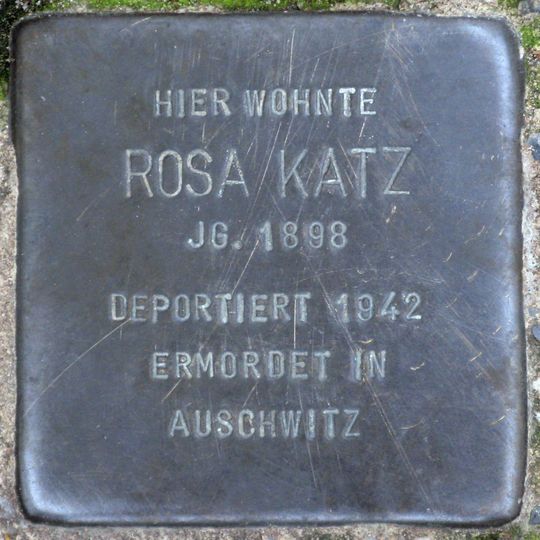 HIER WOHNTE
ROSA KATZ
JG. 1898
DEPORTIERT 1942
ERMORDET IN
AUSCHWITZ